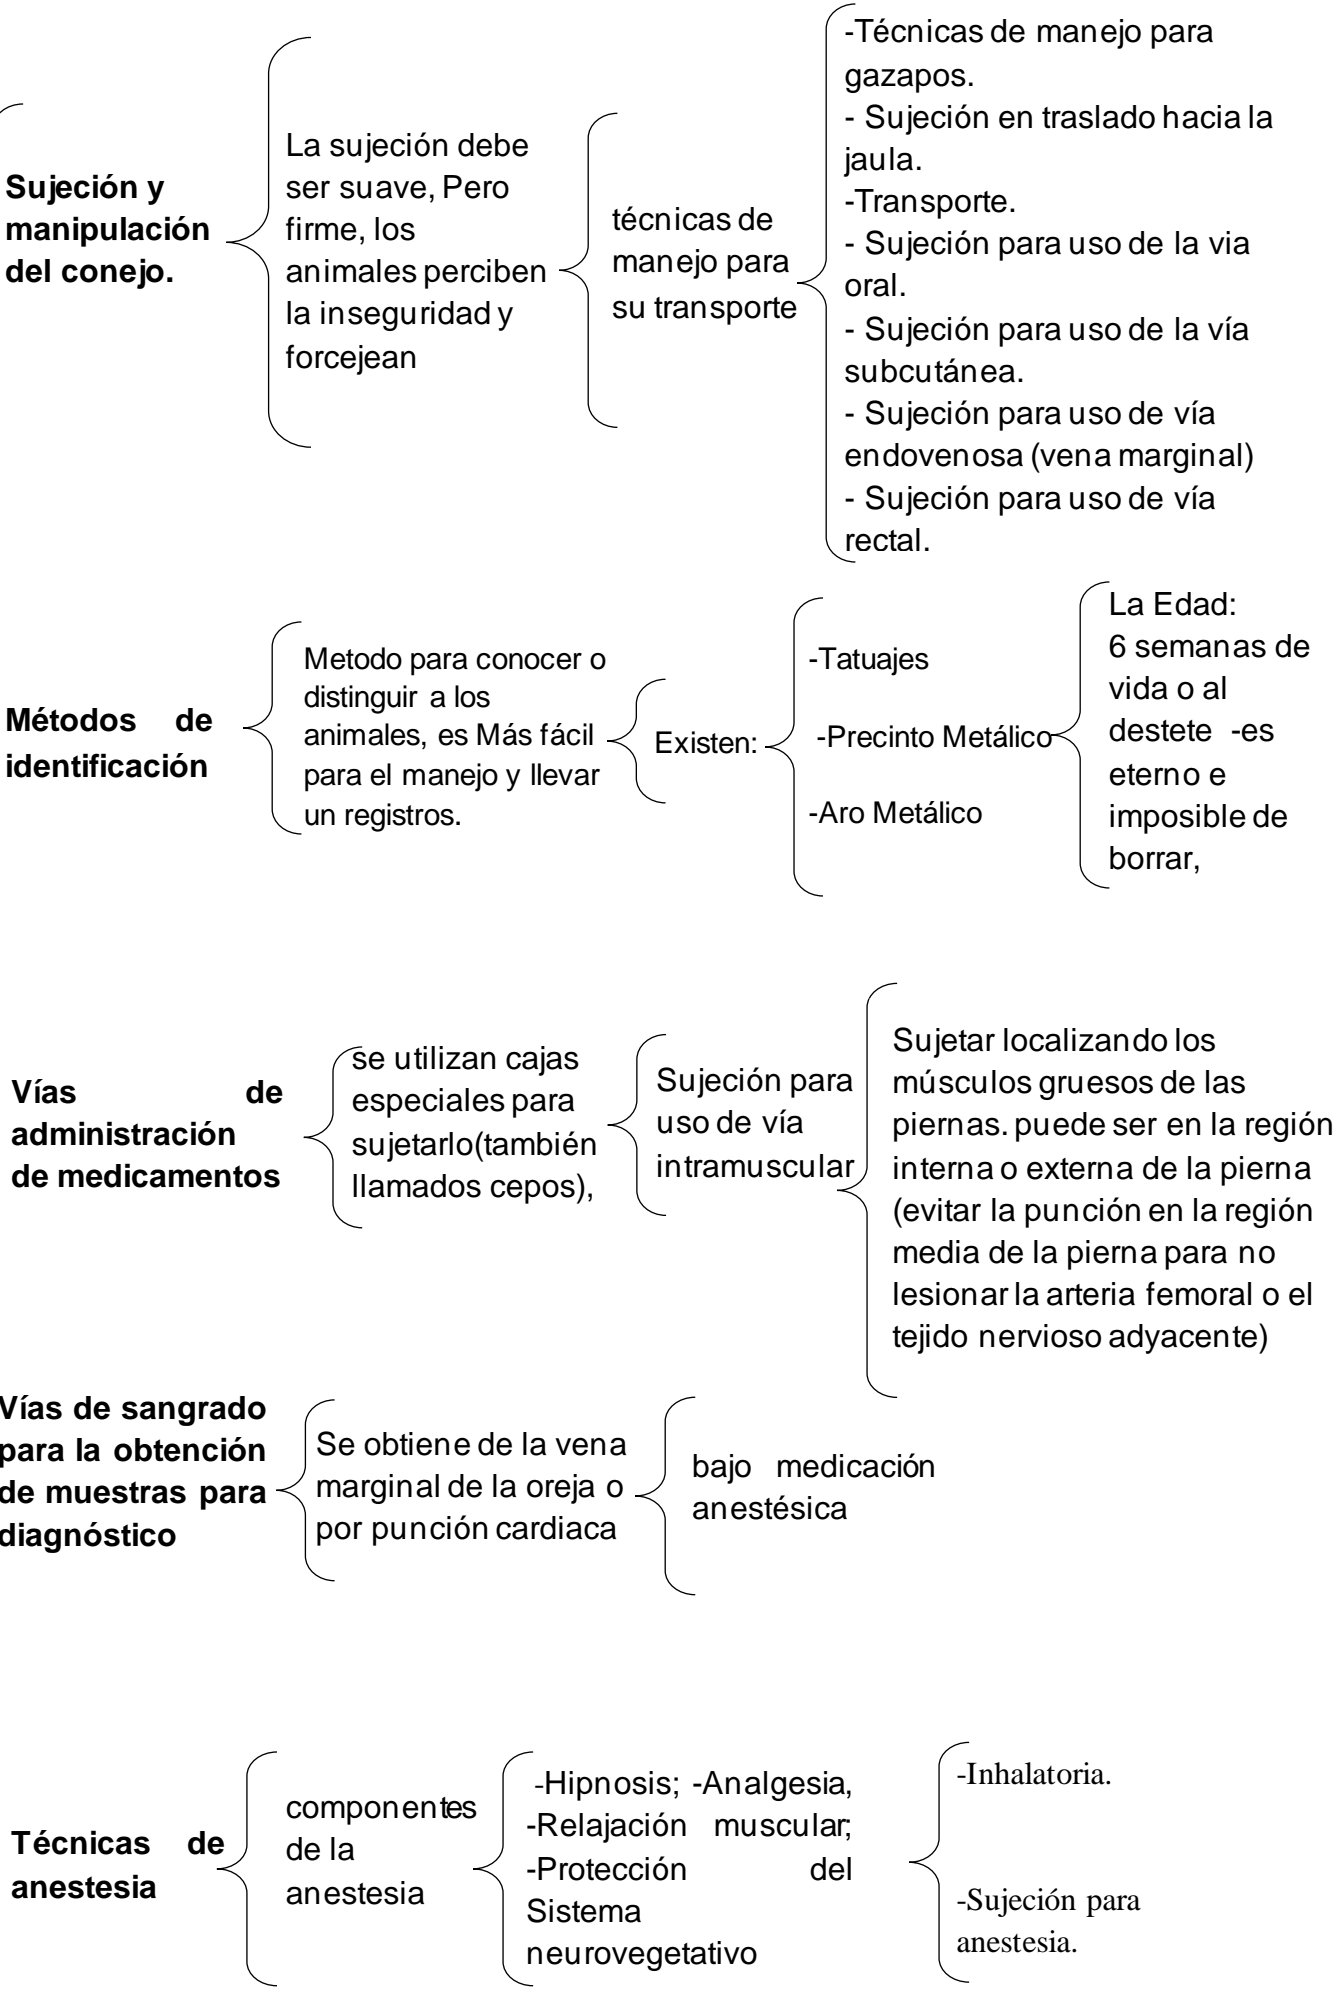 Sujeción y
manipulación
del conejo.
La sujeción debe
ser suave, Pero
firme, los
animales perciben
la inseguridad y
forcejean
técnicas de
manejo para
su transporte
-Técnicas de manejo para
gazapos.
- Sujeción en traslado hacia la
jaula.
-Transporte.
- Sujeción para uso de la via
oral.
- Sujeción para uso de la vía
subcutánea.
- Sujeción para uso de vía
endovenosa (vena marginal)
- Sujeción para uso de vía
rectal.
Métodos de
identificación
Metodo para conocer o
distinguir a los
animales, es Más fácil
para el manejo y llevar
un registros.
Existen:
-Tatuajes
-Precinto Metálico
-Aro Metálico
La Edad:
6 semanas de
vida o al
destete -es
eterno e
imposible de
borrar,
Vías de
administración
de medicamentos
se utilizan cajas
especiales para
sujetarlo(también
llamados cepos),
Sujeción para
uso de vía
intramuscular
Sujetar localizando los
músculos gruesos de las
piernas. puede ser en la región
interna o externa de la pierna
(evitar la punción en la región
media de la pierna para no
lesionar la arteria femoral o el
tejido nervioso adyacente)
Vías de sangrado
para la obtención
de muestras para
diagnóstico
Se obtiene de la vena
marginal de la oreja o
por punción cardiaca
bajo medicación
anestésica
Técnicas de
anestesia
componentes
de la
anestesia
-Hipnosis; -Analgesia,
-Relajación muscular;
-Protección del
Sistema
neurovegetativo
-Inhalatoria.
-Sujeción para
anestesia.